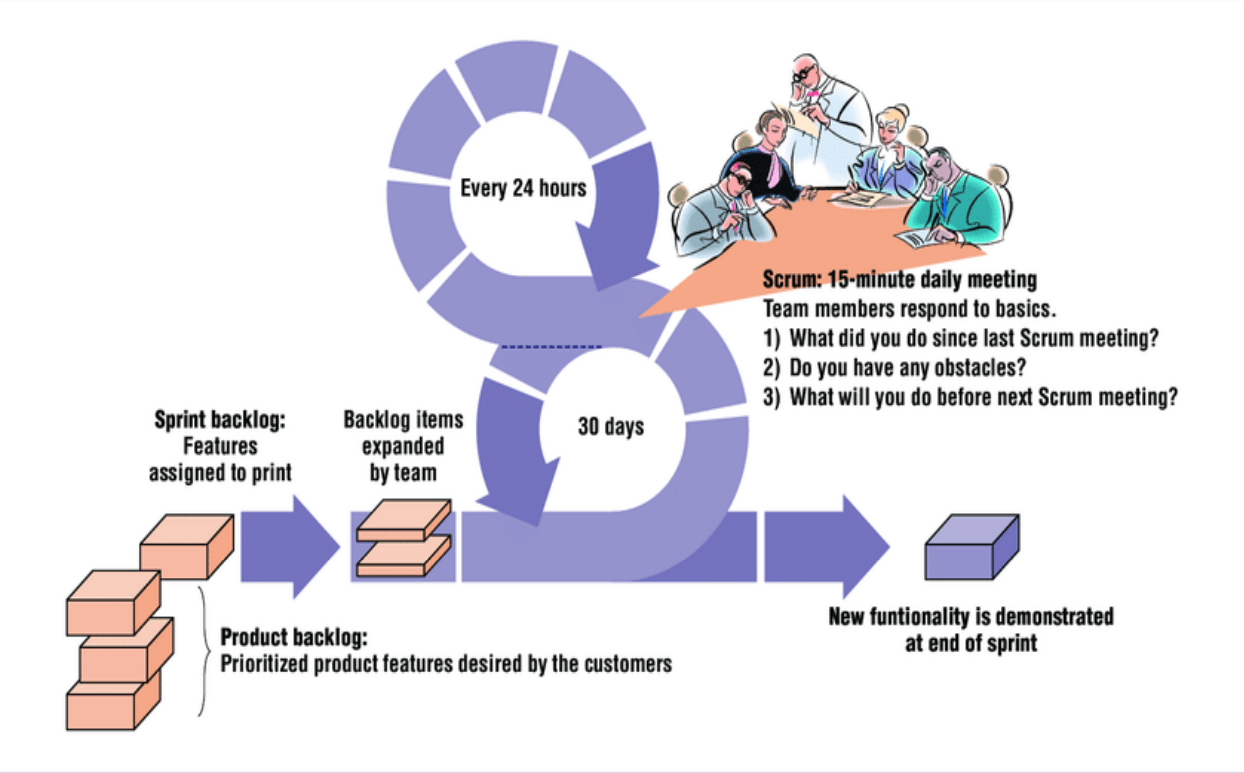 Every 24 hours
Scrum: 15-minute daily meeting
Team members respond to basics.
1) What did you do since last Scrum meeting?
2) Do you have any obstacles?
3) What will you do before next Scrum meeting?
30 days
Sprint backlog:
Features
assigned to print
Backlog items
expanded
by team
Product backlog:
Prioritized product features desired by the customers
New funtionality is demonstrated
at end of sprint